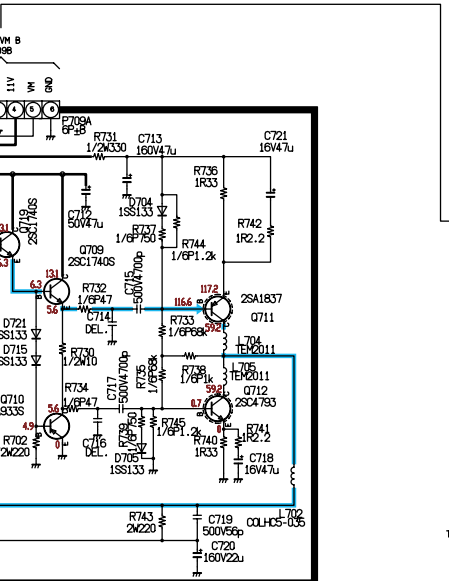 VM B
11V
VM
GND
4
5
6
P709A
6P±B
R731
1/2W330
C713
160V47u
C721
16V47u
R736
1R33
D704
1SS133
R737
1/6P750
C712
50V47u
R742
1R2.2
R744
1/6P1.2k
Q719
2SC1740S
Q709
2SC1740S
C715
500V4700p
13.1
6.3
5.6
R732
1/6P47
117.2
116.6
59.2
2SA1837
Q711
C714
DEL.
R733
1/6P68k
D721
SS133
D715
SS133
R730
1/2W10
L704
TEM2011
L705
TEM2011
R738
1/6P1k
R735
1/6P68k
C717
500V4700p
R734
1/6P47
Q710
A933S
5.6
4.9
0
59.2
0.7
0
Q712
2SC4793
R702
2W220
C716
DEL.
R739
1/6P750
D705
1SS133
R745
1/6P1.2k
R740
1R33
R741
1R2.2
C718
16V47u
L702
COLHC5-035
R743
2W220
C719
500V56p
C720
160V22u